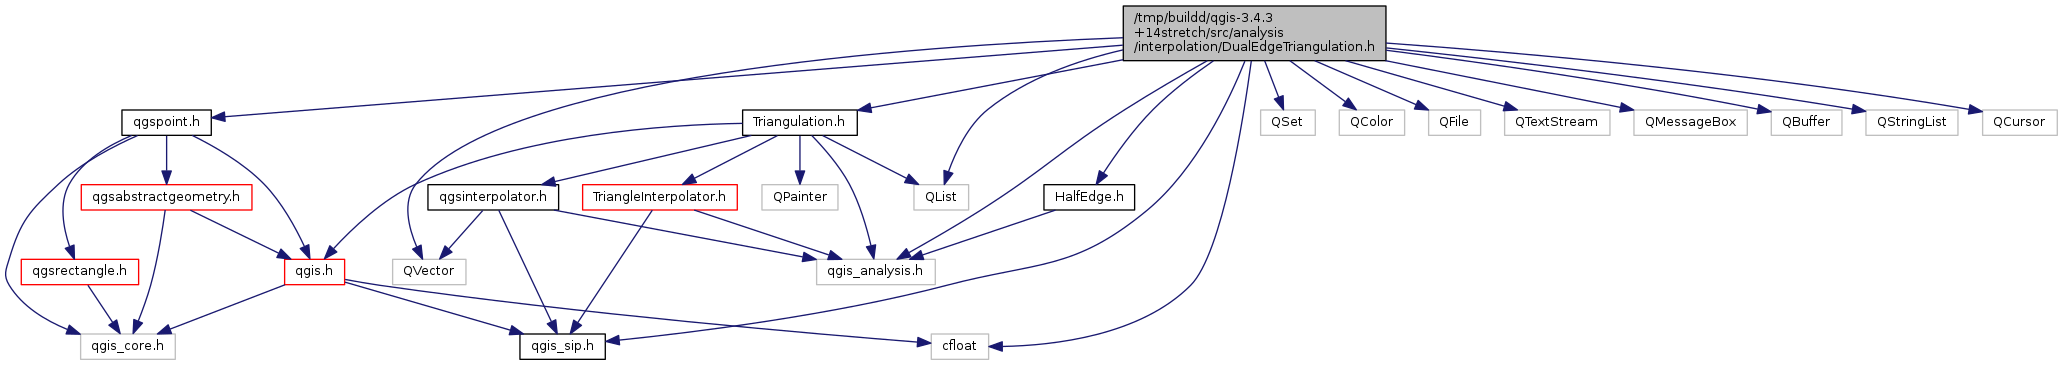 /tmp/buildd/qgis-3.4.3
+14stretch/src/analysis
/interpolation/DualEdgeTriangulation.h
qgspoint.h
Triangulation.h
QSet
QColor
QFile
QTextStream
QMessageBox
QBuffer
QStringList
QCursor
qgsabstractgeometry.h
qgsinterpolator.h
TriangleInterpolator.h
QPainter
QList
HalfEdge.h
qgsrectangle.h
qgis.h
QVector
qgis_analysis.h
qgis_core.h
qgis_sip.h
cfloat